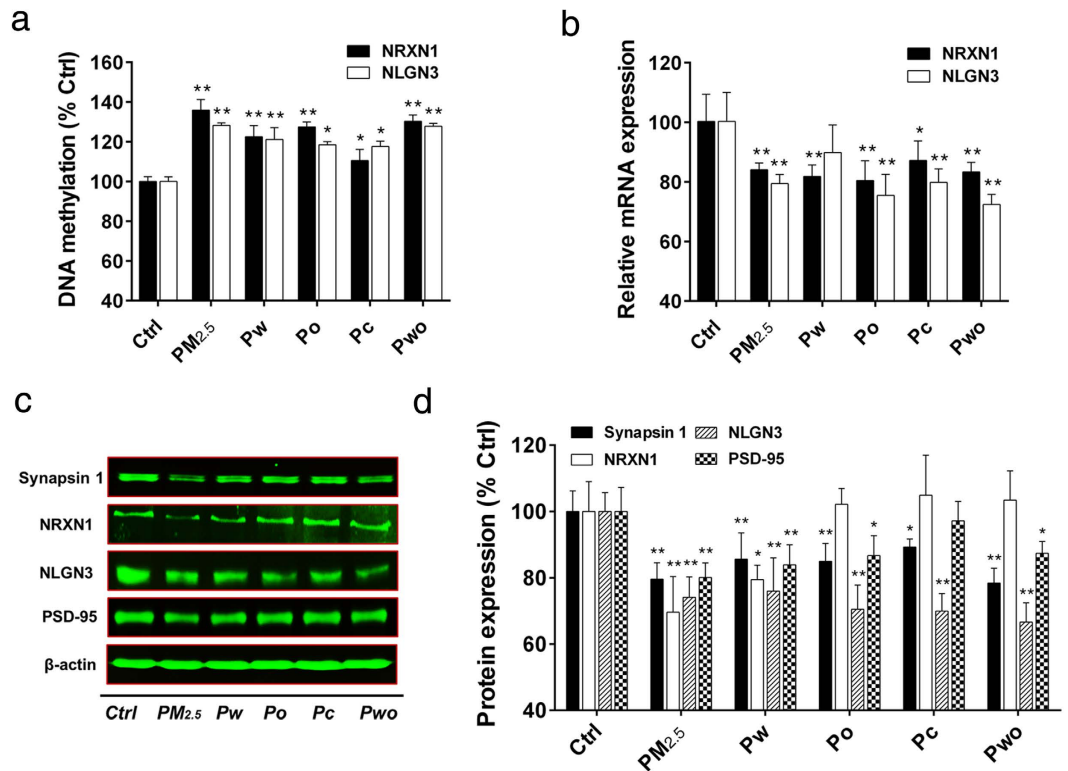 a
DNA methylation (% Ctrl)
160
140
120
100
80
60
40
NRXN1
NLGN3
** ** ** ** ** * * * ** **
Ctrl PM2.5 Pw Po Pc Pwo
b
Relative mRNA expression
120
100
80
60
40
NRXN1
NLGN3
** ** ** ** ** * ** ** **
Ctrl PM2.5 Pw Po Pc Pwo
c
Synapsin 1
NRXN1
NLGN3
PSD-95
β-actin
Ctrl PM2.5 Pw Po Pc Pwo
d
Protein expression (% Ctrl)
120
100
80
60
40
Synapsin 1 NLGN3
NRXN1 PSD-95
** ** ** ** ** * ** ** ** ** * * ** ** ** *
Ctrl PM2.5 Pw Po Pc Pwo